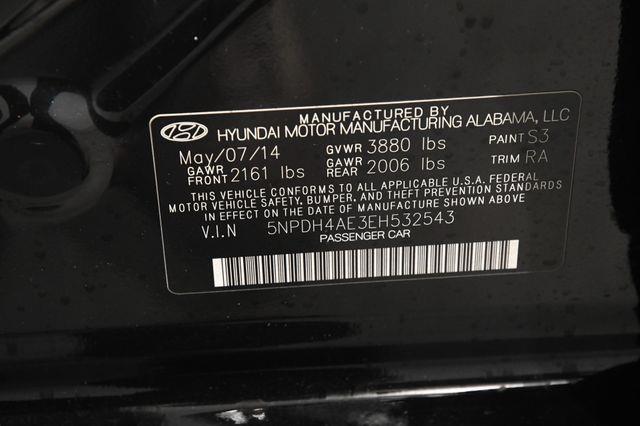 MANUFACTURED BY
HYUNDAI MOTOR MANUFACTURING ALABAMA, LLC
May/07/14 GVWR 3880 lbs PAINT S3
GAWR FRONT 2161 lbs GAWR REAR 2006 lbs TRIM RA
THIS VEHICLE CONFORMS TO ALL APPLICABLE U.S.A. FEDERAL
MOTOR VEHICLE SAFETY, BUMPER, AND THEFT PREVENTION STANDARDS
IN EFFECT ON THE DATE OF MANUFACTURE SHOWN ABOVE
V.I.N 5NPDH4AE3EH532543
PASSENGER CAR